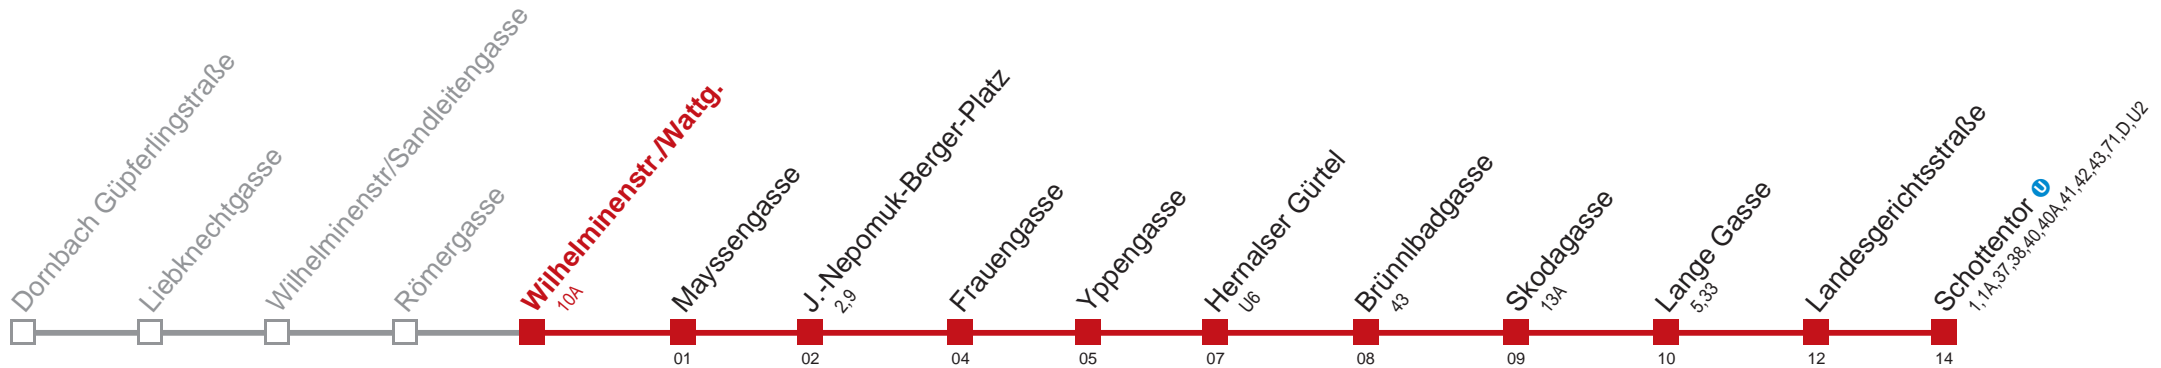 Dornbach Güpferlingstraße
Liebknechtgasse
Wilhelminenstr/Sandleitengasse
Römergasse
Wilhelminenstr./Wattg.
10A
Mayssengasse
J.-Nepomuk-Berger-Platz
2,9
Frauengasse
Yppengasse
Hernalser Gürtel
U6
Brünnlbadgasse
43
Skodagasse
13A
Lange Gasse
5,33
Landesgerichtsstraße
Schottentor U
1,1A,37,38,40,40A,41,42,43,71,D,U2
01
02
04
05
07
08
09
10
12
14